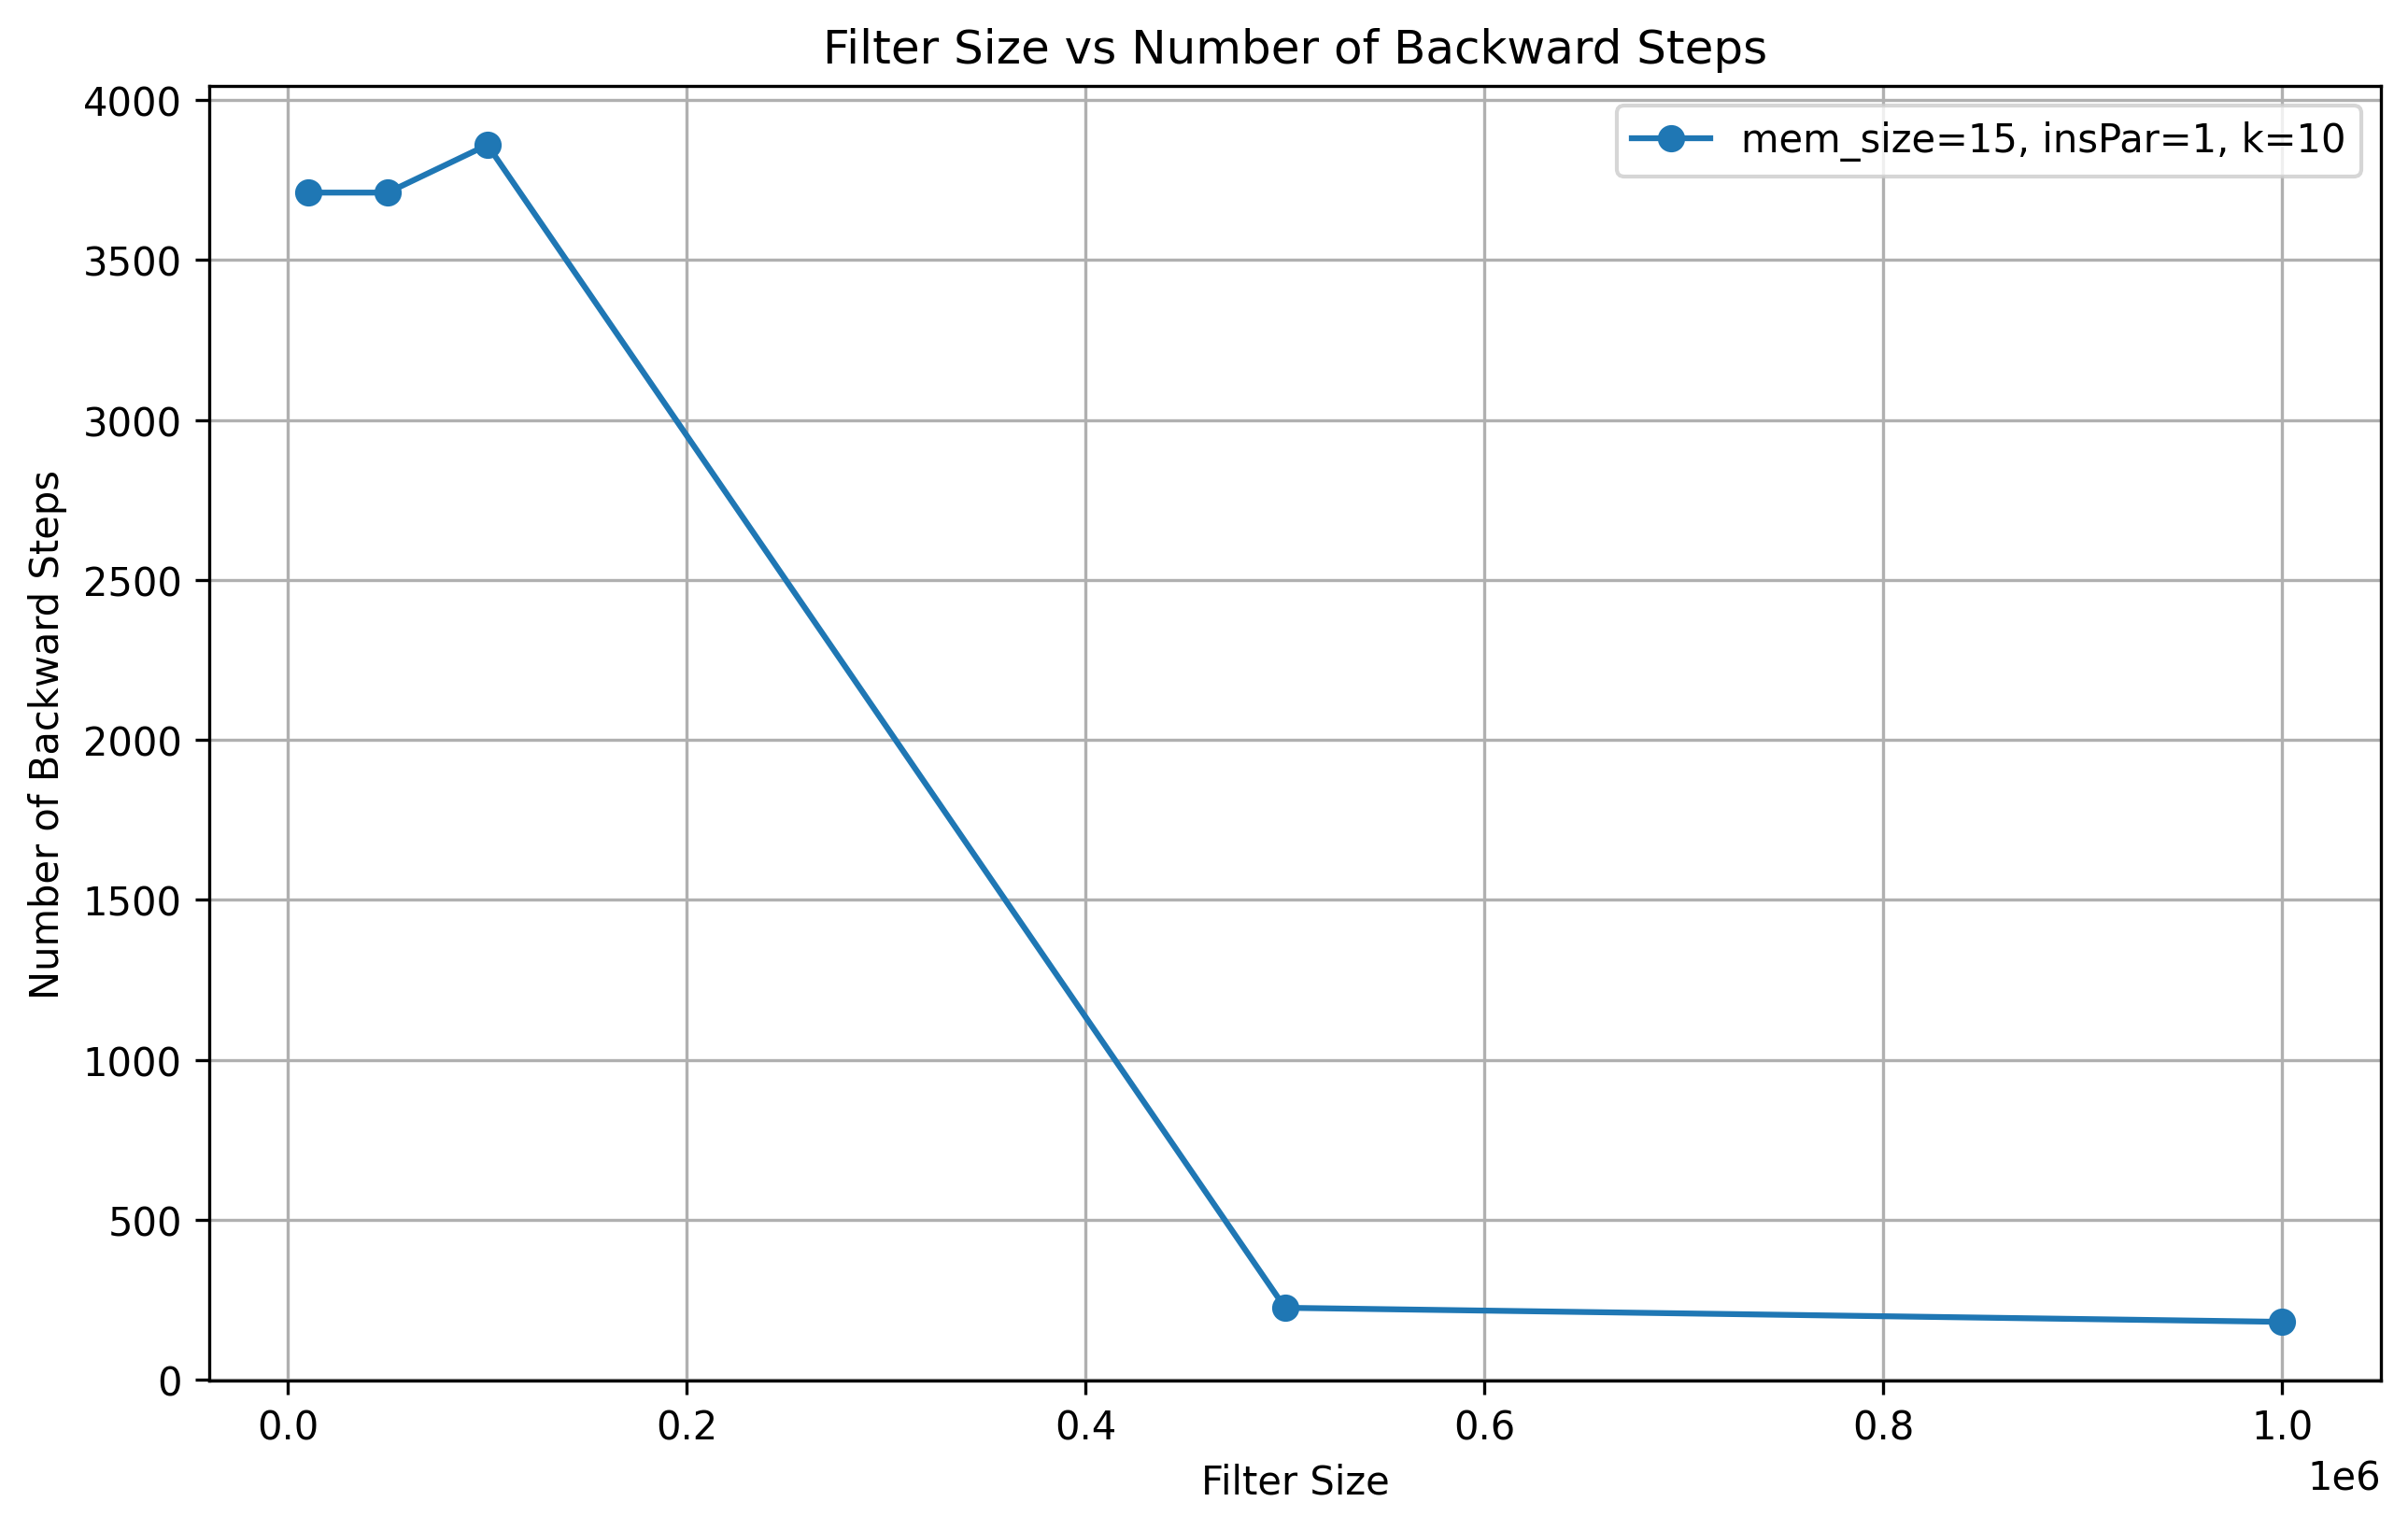 Filter Size vs Number of Backward Steps
mem_size=15, insPar=1, k=10
Number of Backward Steps
4000
3500
3000
2500
2000
1500
1000
500
0
0.0 0.2 0.4 0.6 0.8 1.0
1e6
Filter Size